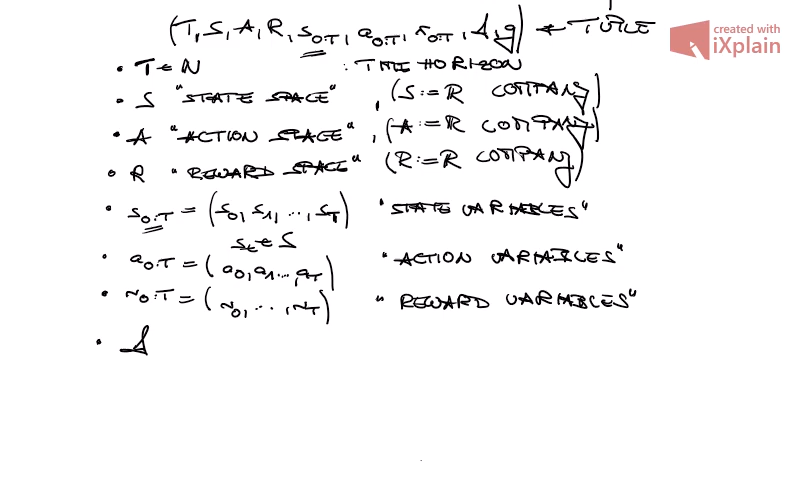 (T, S, A, R, s0:T, a0:T, r0:T, Δ, g) ← TUPLE
created with
iXplain
• T ∈ N : TIME HORIZON
• S "STATE SPACE", (S := R COMPANY)
• A "ACTION SPACE", (A := R COMPANY)
• R "REWARD SPACE" (R := R COMPANY)
• s0:T = (s0, s1, ..., sT) "STATE VARIABLES"
st ∈ S
• a0:T = (a0, a1..., aT) "ACTION VARIABLES"
• r0:T = (r0, ..., rT) "REWARD VARIABLES"
•